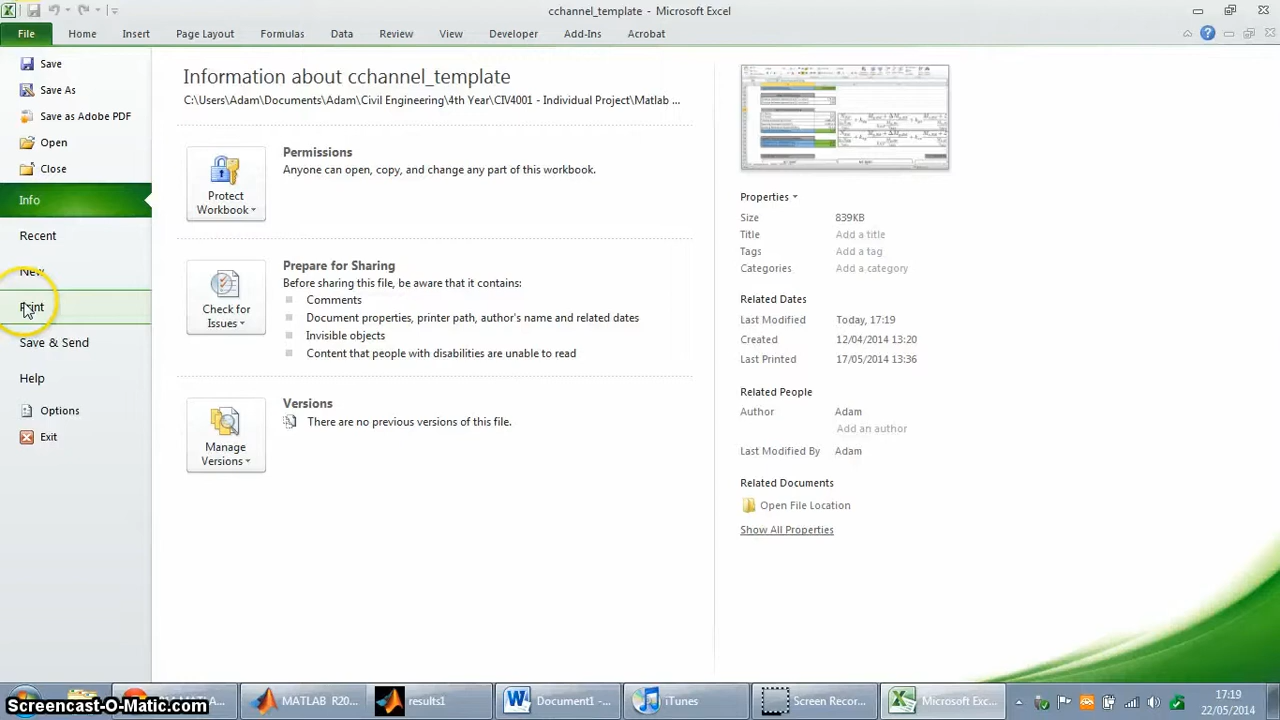 cchannel_template - Microsoft Excel
File Home Insert Page Layout Formulas Data Review View Developer Add-Ins Acrobat
Save
Save As
Save as Adobe PDF
Open
Close
Info
Recent
New
Print
Save & Send
Help
Options
Exit
Information about cchannel_template
C:\Users\Adam\Documents\Adam\Civil Engineering\4th Year\ - Individual Project\Matlab ...
Protect
Workbook
Permissions
Anyone can open, copy, and change any part of this workbook.
Check for
Issues
Prepare for Sharing
Before sharing this file, be aware that it contains:
Comments
Document properties, printer path, author's name and related dates
Invisible objects
Content that people with disabilities are unable to read
Manage
Versions
Versions
There are no previous versions of this file.
Properties
Size 839KB
Title Add a title
Tags Add a tag
Categories Add a category
Related Dates
Last Modified Today, 17:19
Created 12/04/2014 13:20
Last Printed 17/05/2014 13:36
Related People
Author Adam
Add an author
Last Modified By Adam
Related Documents
Open File Location
Show All Properties
MATLAB R20... results1 Document1 -... iTunes Screen Recor... Microsoft Exc...
17:19
22/05/2014
Screencast-O-Matic.com